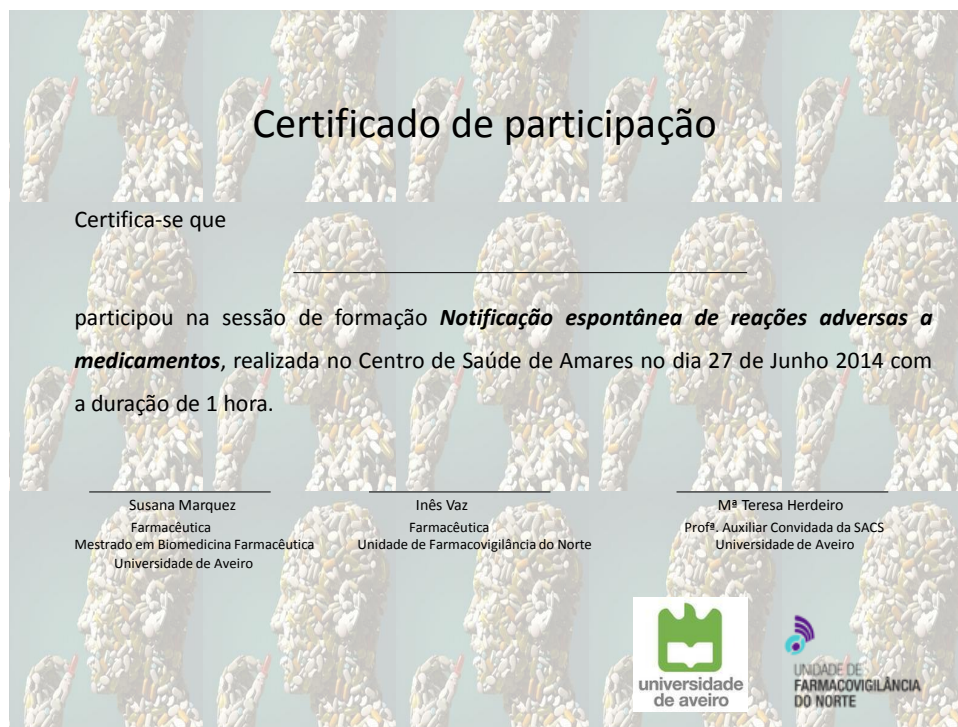 Certificado de participação
Certifica-se que
participou na sessão de formação Notificação espontânea de reações adversas a
medicamentos, realizada no Centro de Saúde de Amares no dia 27 de Junho 2014 com
a duração de 1 hora.
Susana Marquez
Farmacêutica
Mestrado em Biomedicina Farmacêutica
Universidade de Aveiro
Inês Vaz
Farmacêutica
Unidade de Farmacovigilância do Norte
Mª Teresa Herdeiro
Profª. Auxiliar Convidada da SACS
Universidade de Aveiro
universidade
de aveiro
UNIDADE DE
FARMACOVIGILÂNCIA
DO NORTE